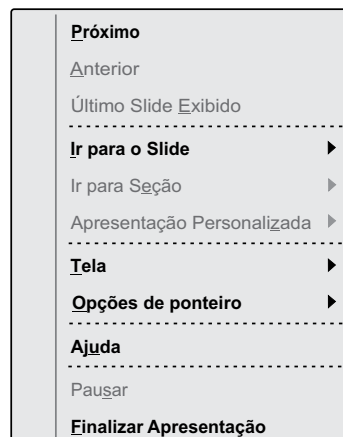 Próximo
Anterior
Último Slide Exibido
Ir para o Slide
Ir para Seção
Apresentação Personalizada
Tela
Opções de ponteiro
Ajuda
Pausar
Finalizar Apresentação